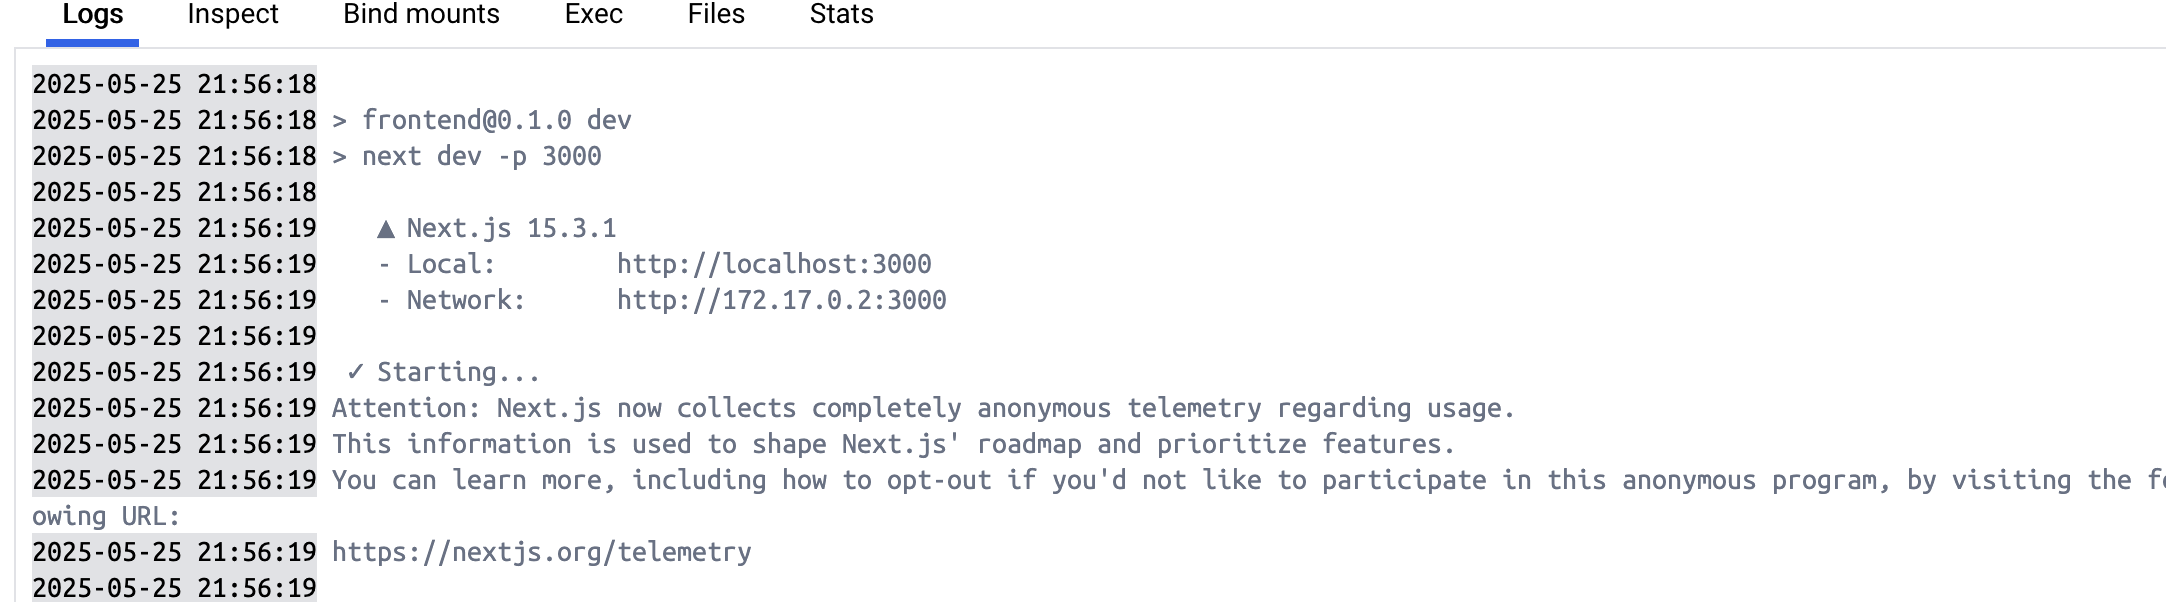 Logs Inspect Bind mounts Exec Files Stats
2025-05-25 21:56:18
2025-05-25 21:56:18 > frontend@0.1.0 dev
2025-05-25 21:56:18 > next dev -p 3000
2025-05-25 21:56:18
2025-05-25 21:56:19 ▲ Next.js 15.3.1
2025-05-25 21:56:19 - Local: http://localhost:3000
2025-05-25 21:56:19 - Network: http://172.17.0.2:3000
2025-05-25 21:56:19
2025-05-25 21:56:19 ✓ Starting...
2025-05-25 21:56:19 Attention: Next.js now collects completely anonymous telemetry regarding usage.
2025-05-25 21:56:19 This information is used to shape Next.js' roadmap and prioritize features.
2025-05-25 21:56:19 You can learn more, including how to opt-out if you'd not like to participate in this anonymous program, by visiting the
owing URL:
2025-05-25 21:56:19 https://nextjs.org/telemetry
2025-05-25 21:56:19